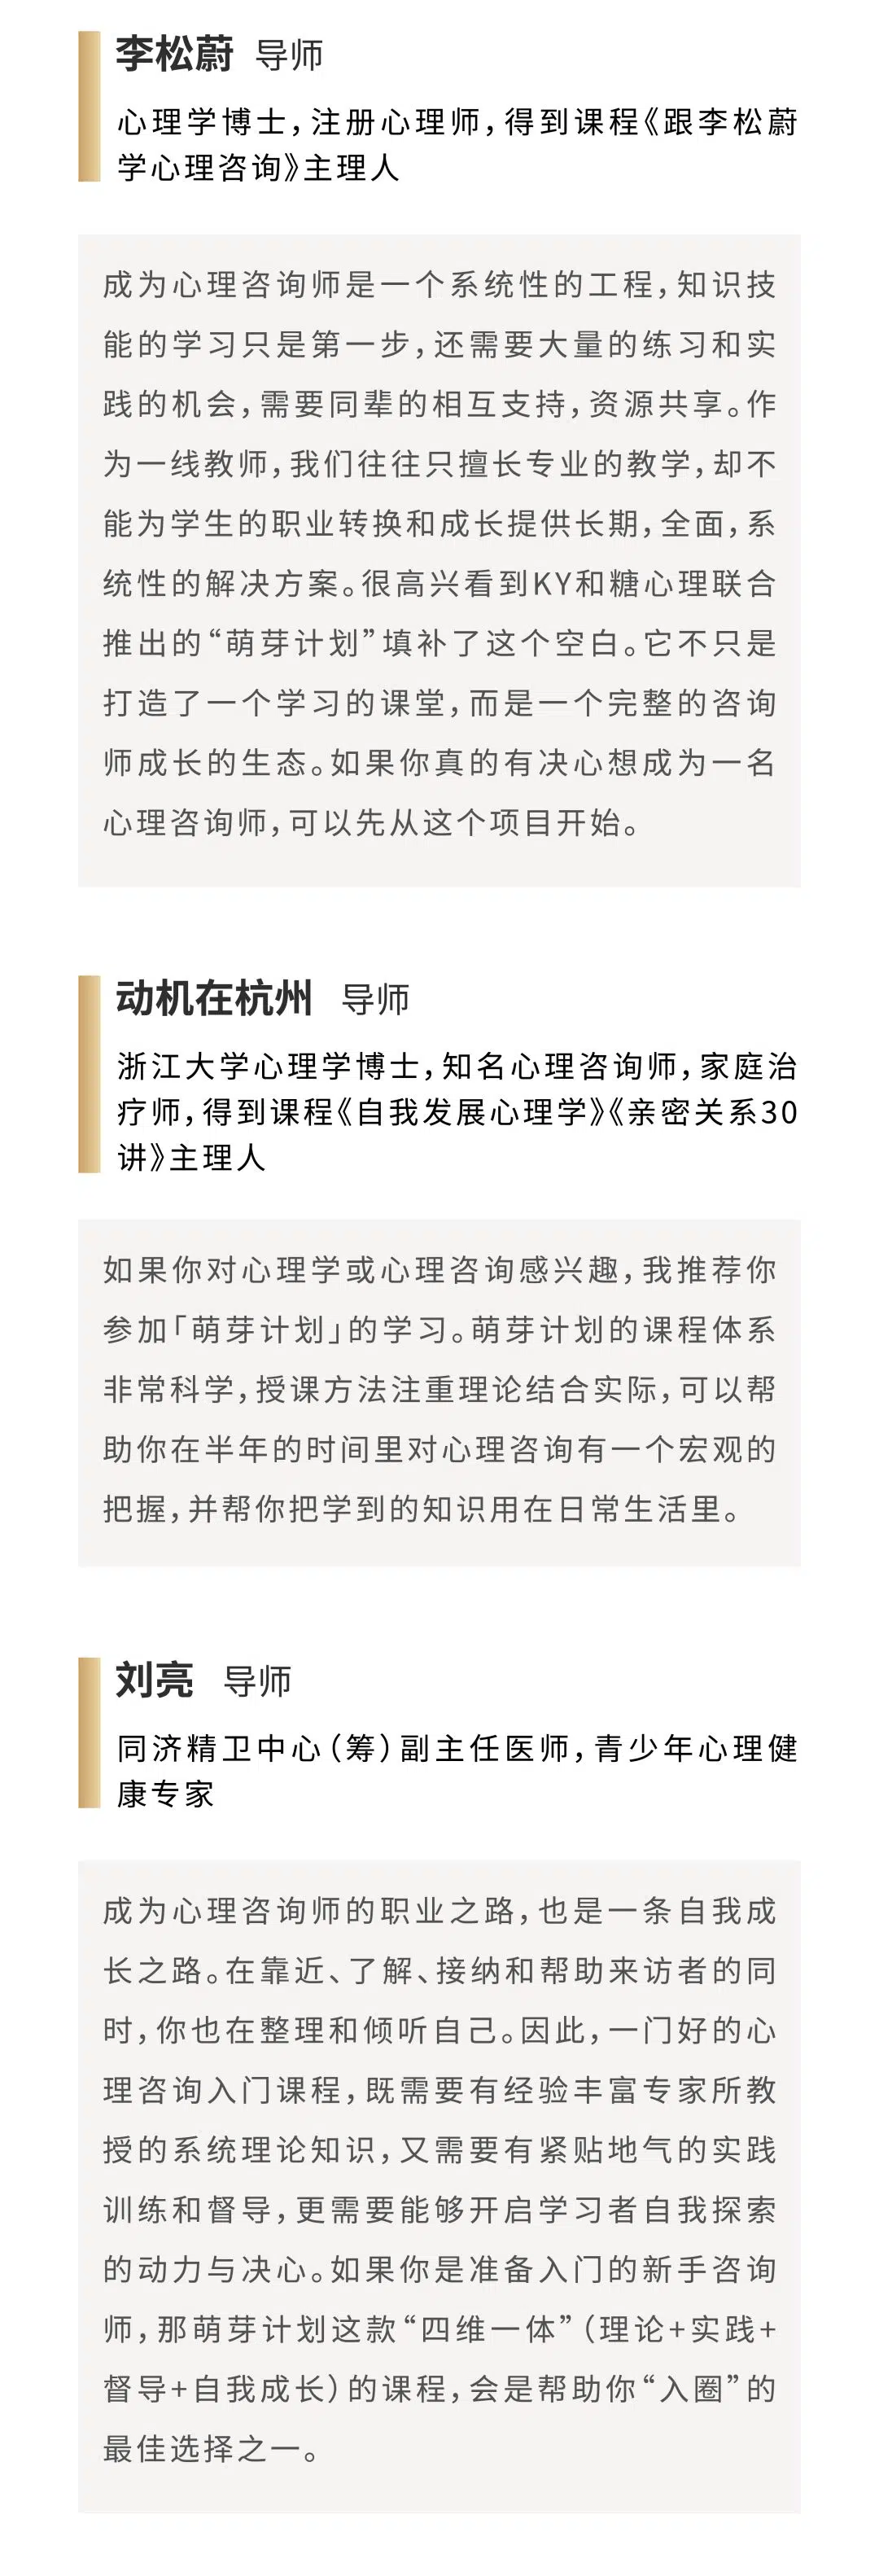 李松蔚 导师
心理学博士，注册心理师，得到课程《跟李松蔚
学心理咨询》主理人
成为心理咨询师是一个系统性的工程，知识技
能的学习只是第一步，还需要大量的练习和实
践的机会，需要同辈的相互支持，资源共享。作
为一线教师，我们往往只擅长专业的教学，却不
能为学生的职业转换和成长提供长期，全面，系
统性的解决方案。很高兴看到KY和糖心理联合
推出的“萌芽计划”填补了这个空白。它不只是
打造了一个学习的课堂，而是一个完整的咨询
师成长的生态。如果你真的有决心想成为一名
心理咨询师，可以先从这个项目开始。
动机在杭州 导师
浙江大学心理学博士，知名心理咨询师，家庭治
疗师，得到课程《自我发展心理学》《亲密关系30
讲》主理人
如果你对心理学或心理咨询感兴趣，我推荐你
参加「萌芽计划」的学习。萌芽计划的课程体系
非常科学，授课方法注重理论结合实际，可以帮
助你在半年的时间里对心理咨询有一个宏观的
把握，并帮你把学到的知识用在日常生活里。
刘亮 导师
同济精卫中心（筹）副主任医师，青少年心理健
康专家
成为心理咨询师的职业之路，也是一条自我成
长之路。在靠近、了解、接纳和帮助来访者的同
时，你也在整理和倾听自己。因此，一门好的心
理咨询入门课程，既需要有经验丰富专家所教
授的系统理论知识，又需要有紧贴地气的实践
训练和督导，更需要能够开启学习者自我探索
的动力与决心。如果你是准备入门的新手咨询
师，那萌芽计划这款“四维一体”（理论+实践+
督导+自我成长）的课程，会是帮助你“入圈”的
最佳选择之一。